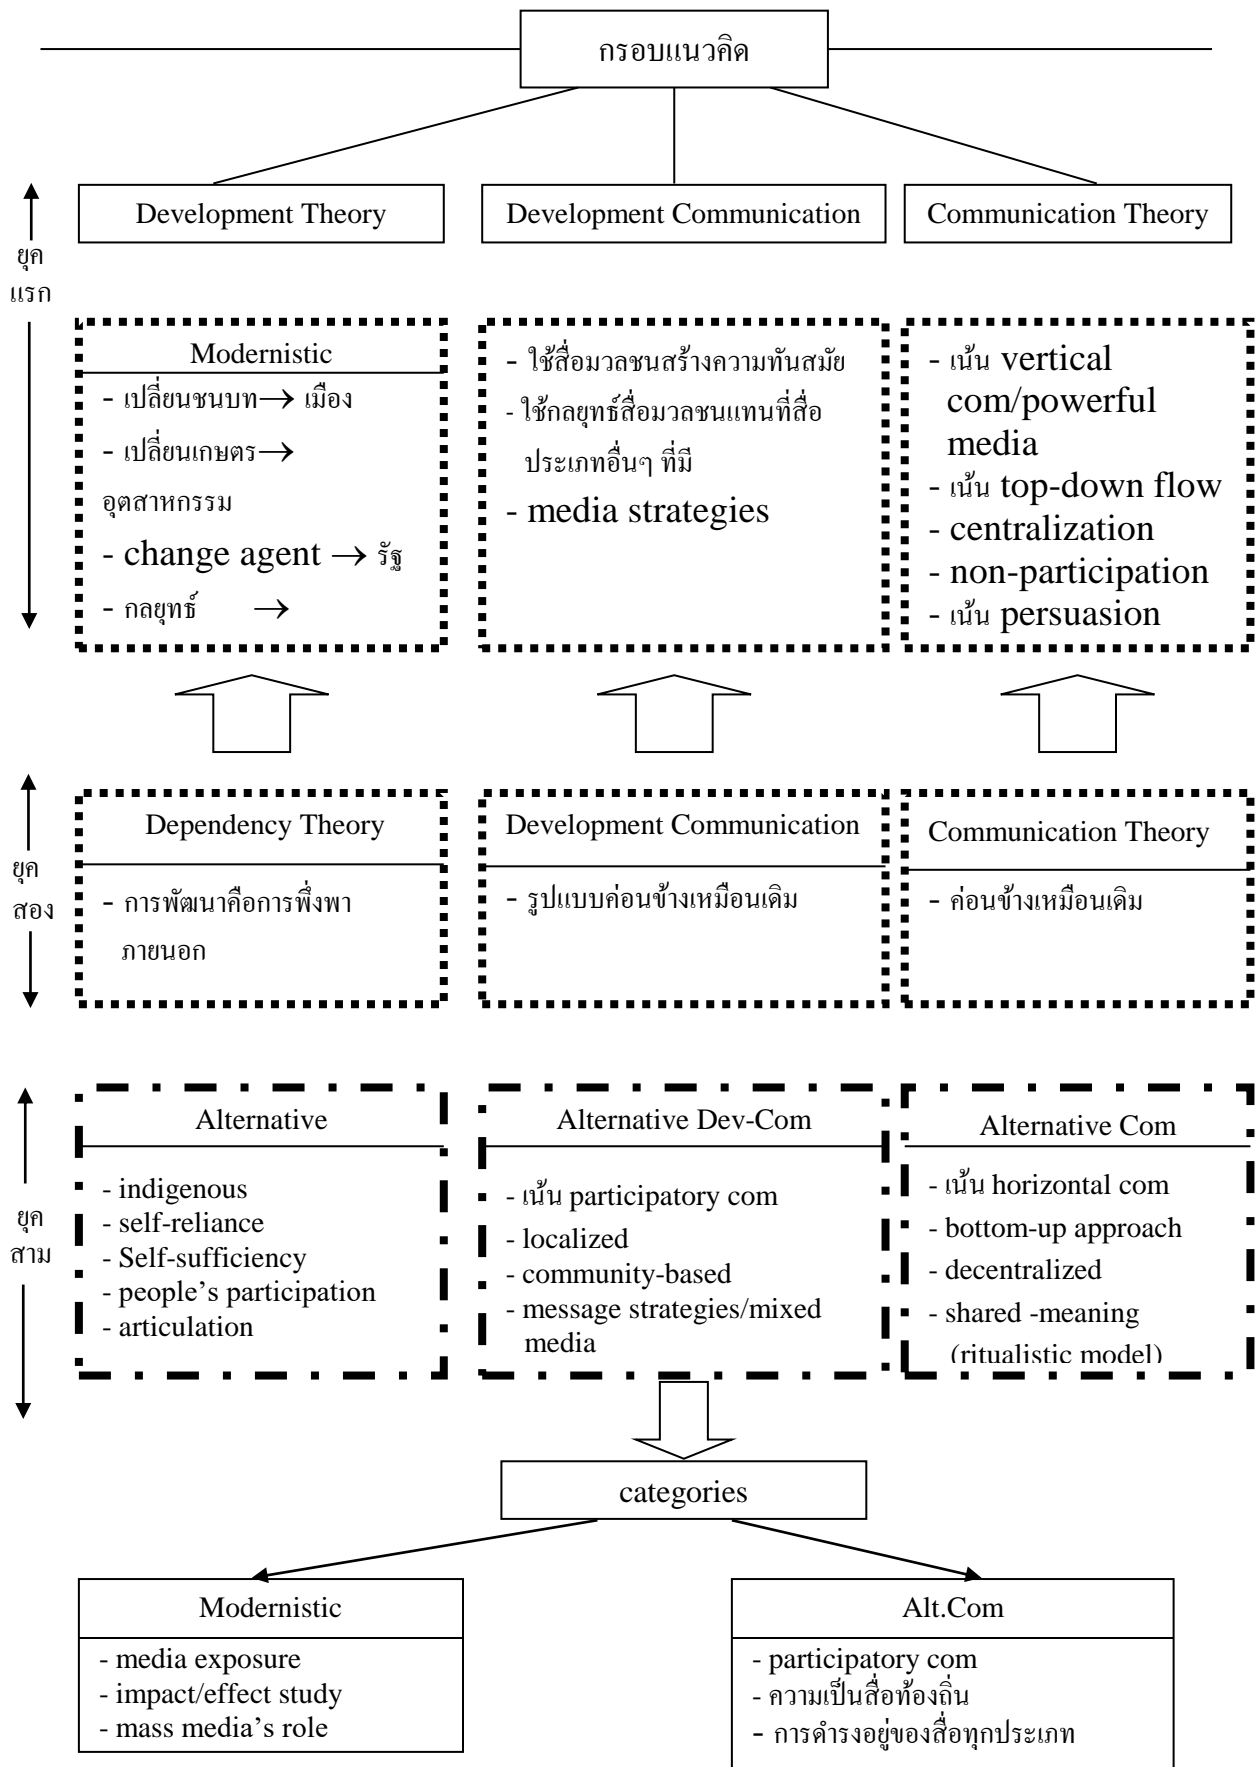 กรอบแนวคิด
Development Theory
Development Communication
Communication Theory
ยุค
แรก
Modernistic
- เปลี่ยนชนบท→ เมือง
- เปลี่ยนเกษตร→
อุตสาหกรรม
- change agent → รัฐ
- กลยุทธ์ →
- ใช้สื่อมวลชนสร้างความทันสมัย
- ใช้กลยุทธ์สื่อมวลชนแทนที่สื่อ
ประเภทอื่นๆ ที่มี
- media strategies
- เน้น vertical
com/powerful
media
- เน้น top-down flow
- centralization
- non-participation
- เน้น persuasion
ยุค
สอง
Dependency Theory
- การพัฒนาคือการพึ่งพา
ภายนอก
Development Communication
- รูปแบบค่อนข้างเหมือนเดิม
Communication Theory
- ค่อนข้างเหมือนเดิม
ยุค
สาม
Alternative
- indigenous
- self-reliance
- Self-sufficiency
- people’s participation
- articulation
Alternative Dev-Com
- เน้น participatory com
- localized
- community-based
- message strategies/mixed
media
Alternative Com
- เน้น horizontal com
- bottom-up approach
- decentralized
- shared -meaning
(ritualistic model)
categories
Modernistic
- media exposure
- impact/effect study
- mass media’s role
Alt.Com
- participatory com
- ความเป็นสื่อท้องถิ่น
- การดำรงอยู่ของสื่อทุกประเภท